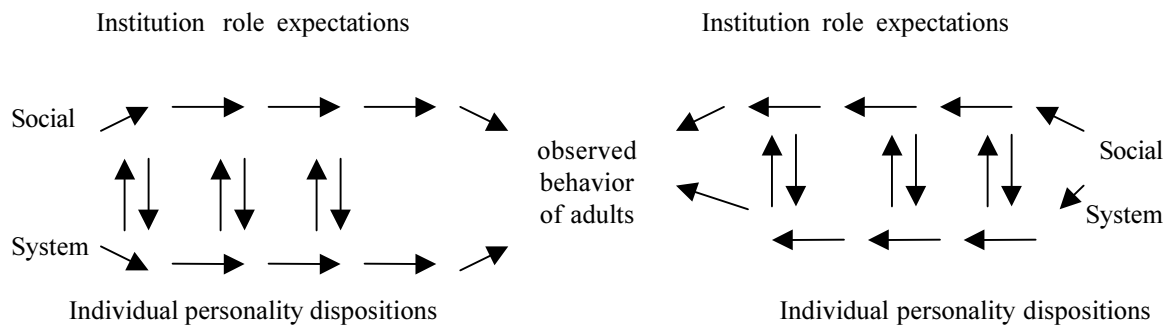 Institution role expectations
Institution role expectations
Social
System
observed
behavior
of adults
Social
System
Individual personality dispositions
Individual personality dispositions